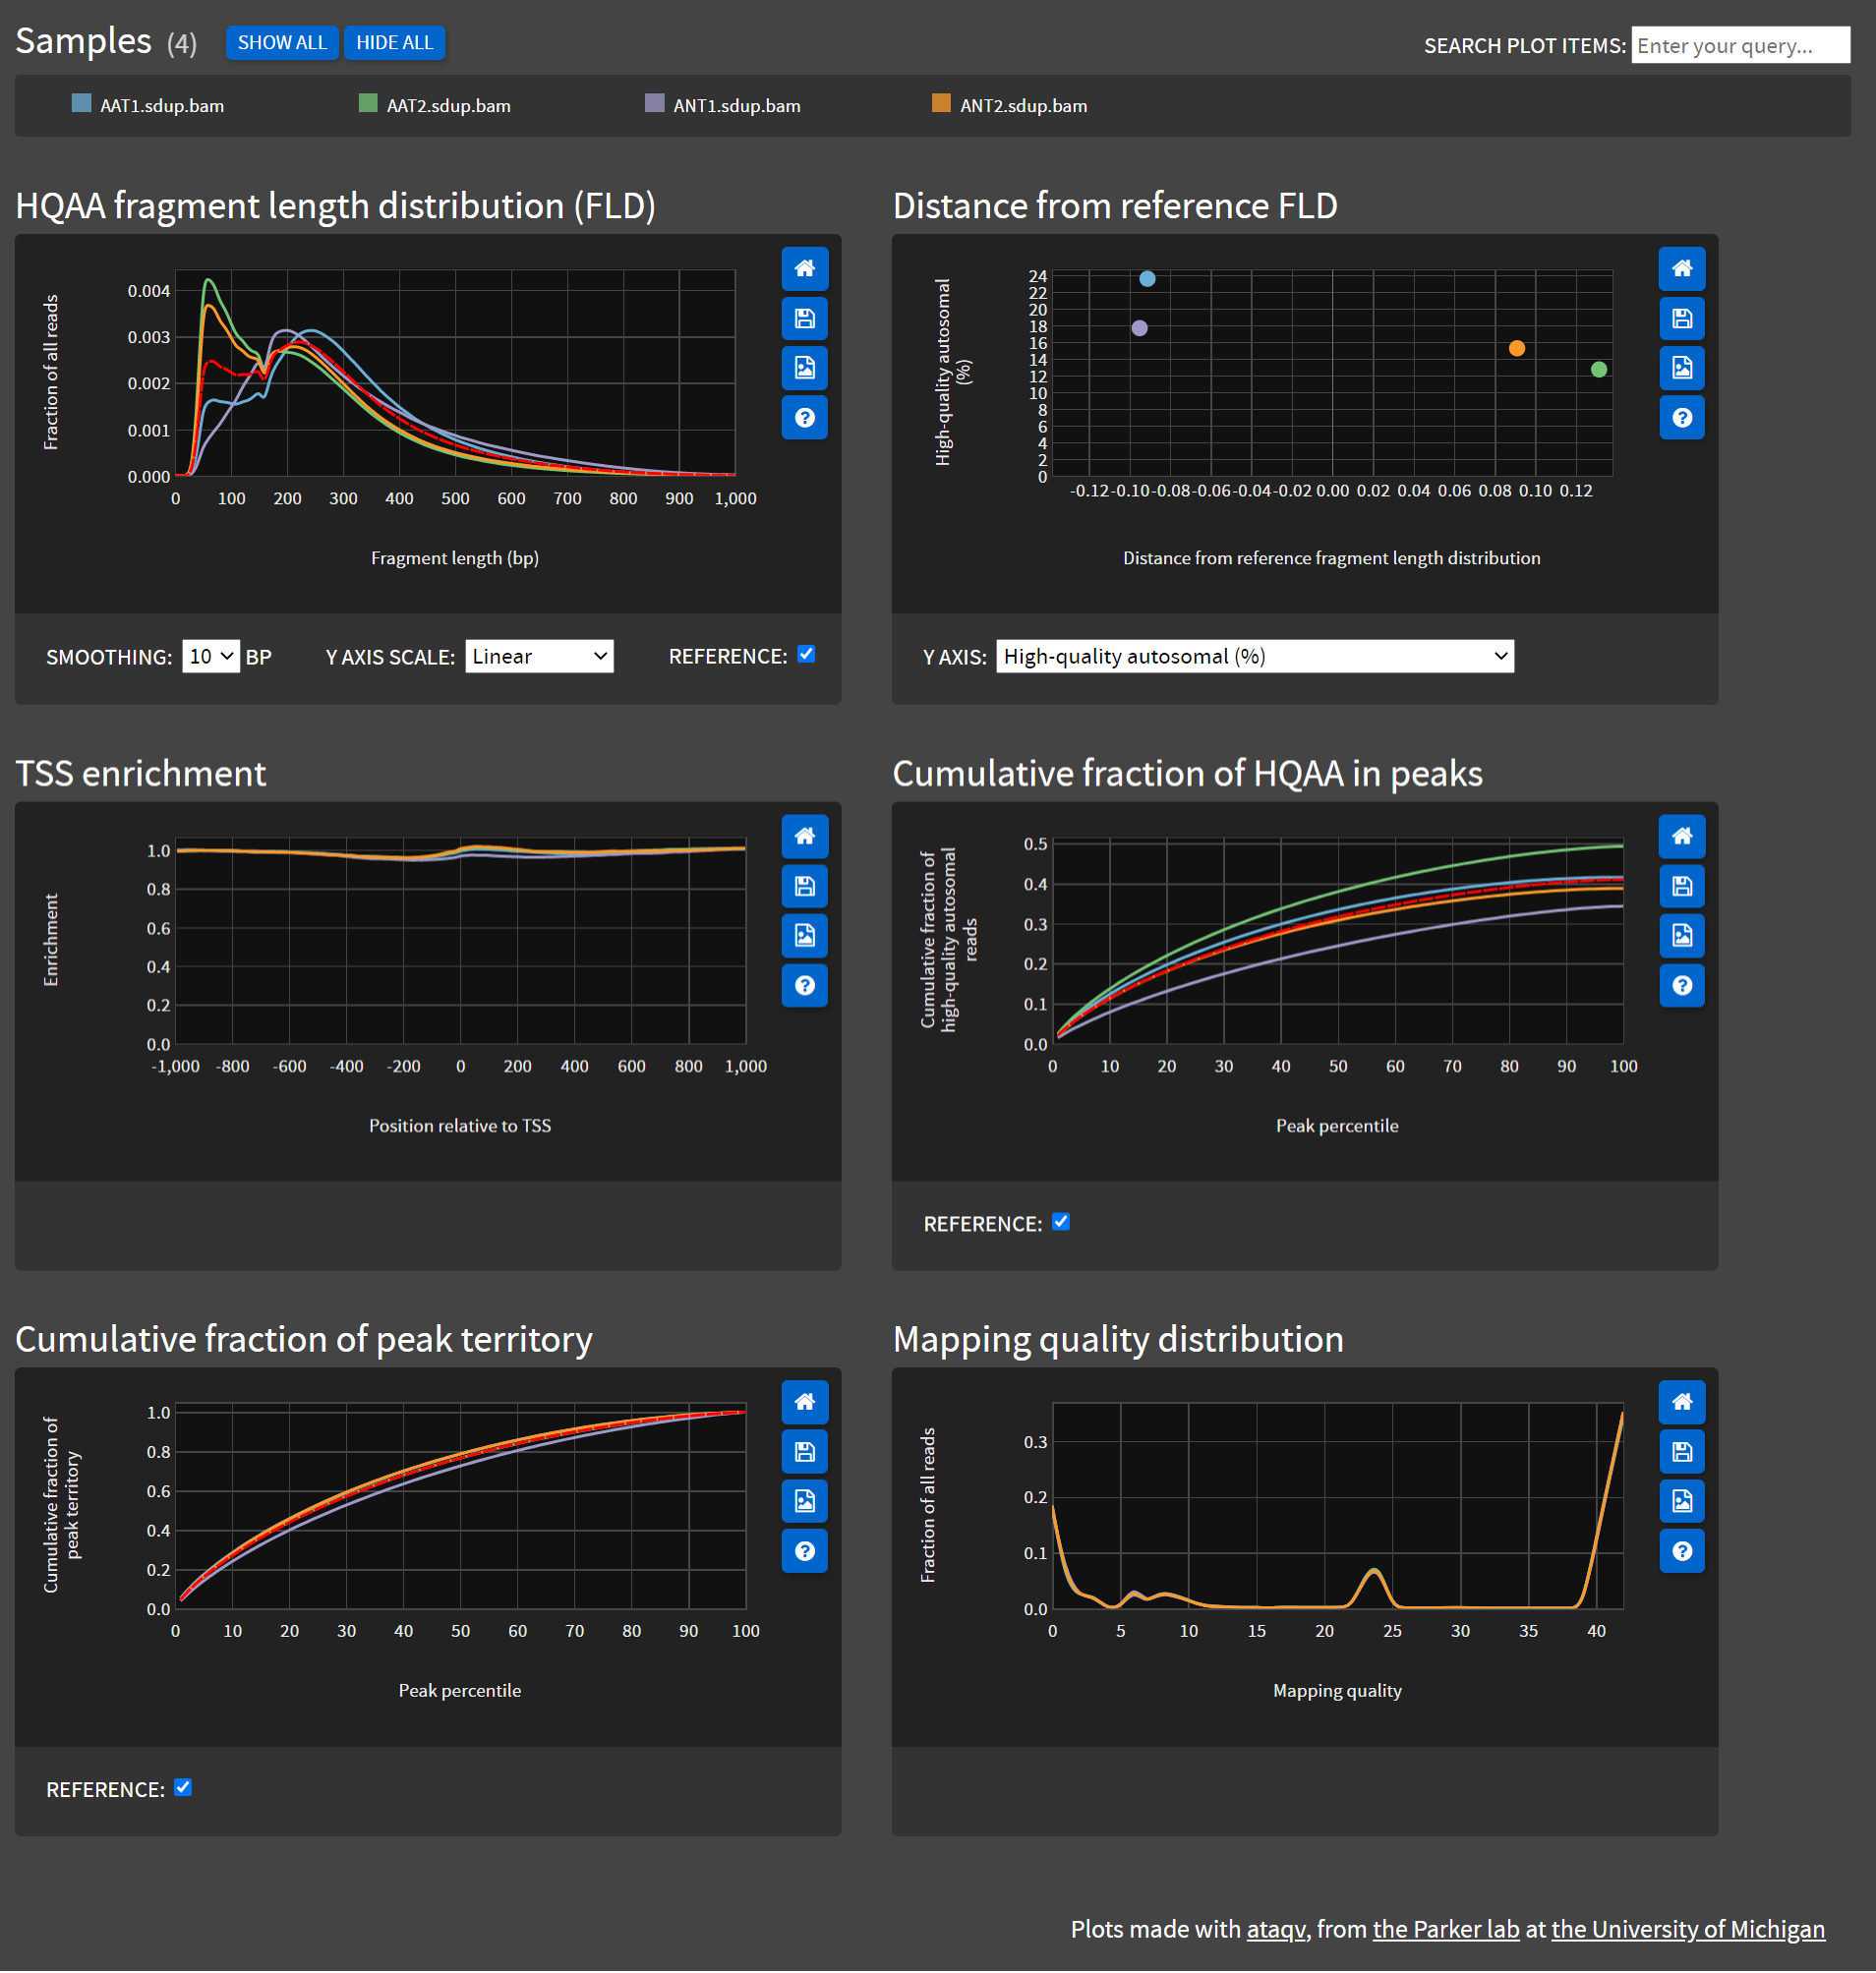 Samples (4) SHOW ALL HIDE ALL SEARCH PLOT ITEMS: Enter your query...
AAT1.sdup.bam AAT2.sdup.bam ANT1.sdup.bam ANT2.sdup.bam
HQAA fragment length distribution (FLD)
Fraction of all reads
0.004
0.003
0.002
0.001
0.000
0 100 200 300 400 500 600 700 800 900 1,000
Fragment length (bp)
SMOOTHING: 10 BP Y AXIS SCALE: Linear REFERENCE:
Distance from reference FLD
High-quality autosomal
(%)
24
22
20
18
16
14
12
10
8
6
4
2
0
-0.12 -0.10 -0.08 -0.06 -0.04 -0.02 0.00 0.02 0.04 0.06 0.08 0.10 0.12
Distance from reference fragment length distribution
Y AXIS: High-quality autosomal (%)
TSS enrichment
Enrichment
1.0
0.8
0.6
0.4
0.2
0.0
-1,000 -800 -600 -400 -200 0 200 400 600 800 1,000
Position relative to TSS
Cumulative fraction of HQAA in peaks
Cumulative fraction of
high-quality autosomal
reads
0.5
0.4
0.3
0.2
0.1
0.0
0 10 20 30 40 50 60 70 80 90 100
Peak percentile
REFERENCE:
Cumulative fraction of peak territory
Cumulative fraction of
peak territory
1.0
0.8
0.6
0.4
0.2
0.0
0 10 20 30 40 50 60 70 80 90 100
Peak percentile
REFERENCE:
Mapping quality distribution
Fraction of all reads
0.3
0.2
0.1
0.0
0 5 10 15 20 25 30 35 40
Mapping quality
Plots made with ataqv, from the Parker lab at the University of Michigan